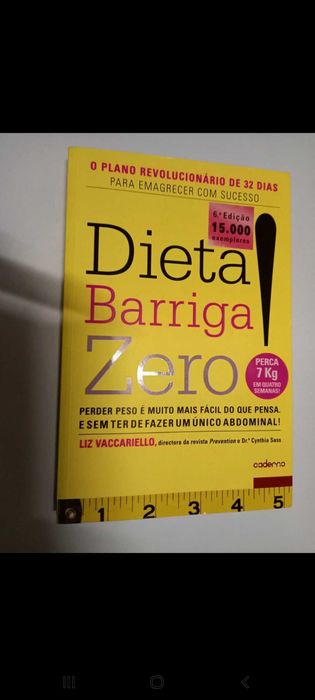 O PLANO REVOLUCIONÁRIO DE 32 DIAS
PARA EMAGRECER COM SUCESSO
6.ª Edição
15.000
exemplares
Dieta!
Barriga
Zero
PERCA
7 Kg
EM QUATRO
SEMANAS!
PERDER PESO É MUITO MAIS FÁCIL DO QUE PENSA.
E SEM TER DE FAZER UM ÚNICO ABDOMINAL!
LIZ VACCARIELLO, directora da revista Prevention e Dr.ª Cynthia Sass
caderno
1 2 3 4 5